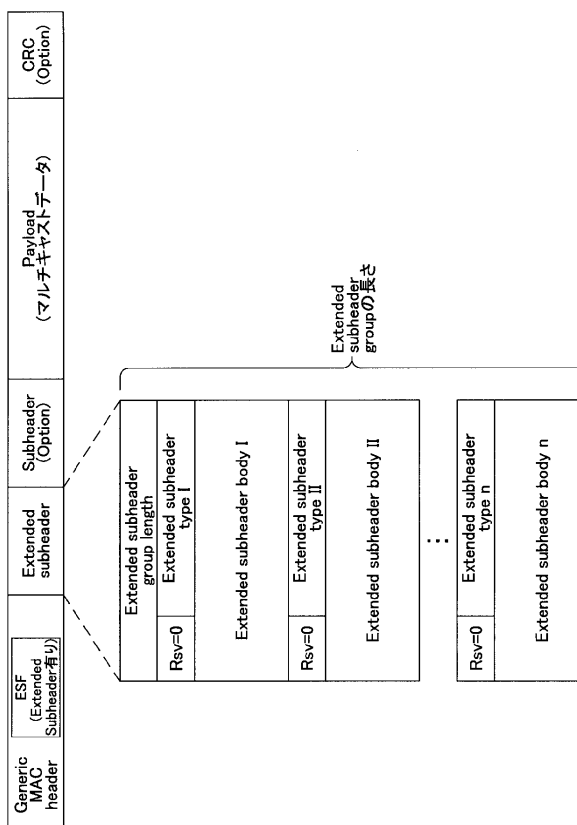 Generic
MAC
header
ESF
(Extended
Subheader有り)
Extended
subheader
Subheader
(Option)
Payload
(マルチキャストデータ)
CRC
(Option)
Extended subheader
group length
Rsv=0
Extended subheader
type I
Extended subheader body I
Rsv=0
Extended subheader
type II
Extended subheader body II
⋮
Rsv=0
Extended subheader
type n
Extended subheader body n
Extended
subheader
groupの長さ